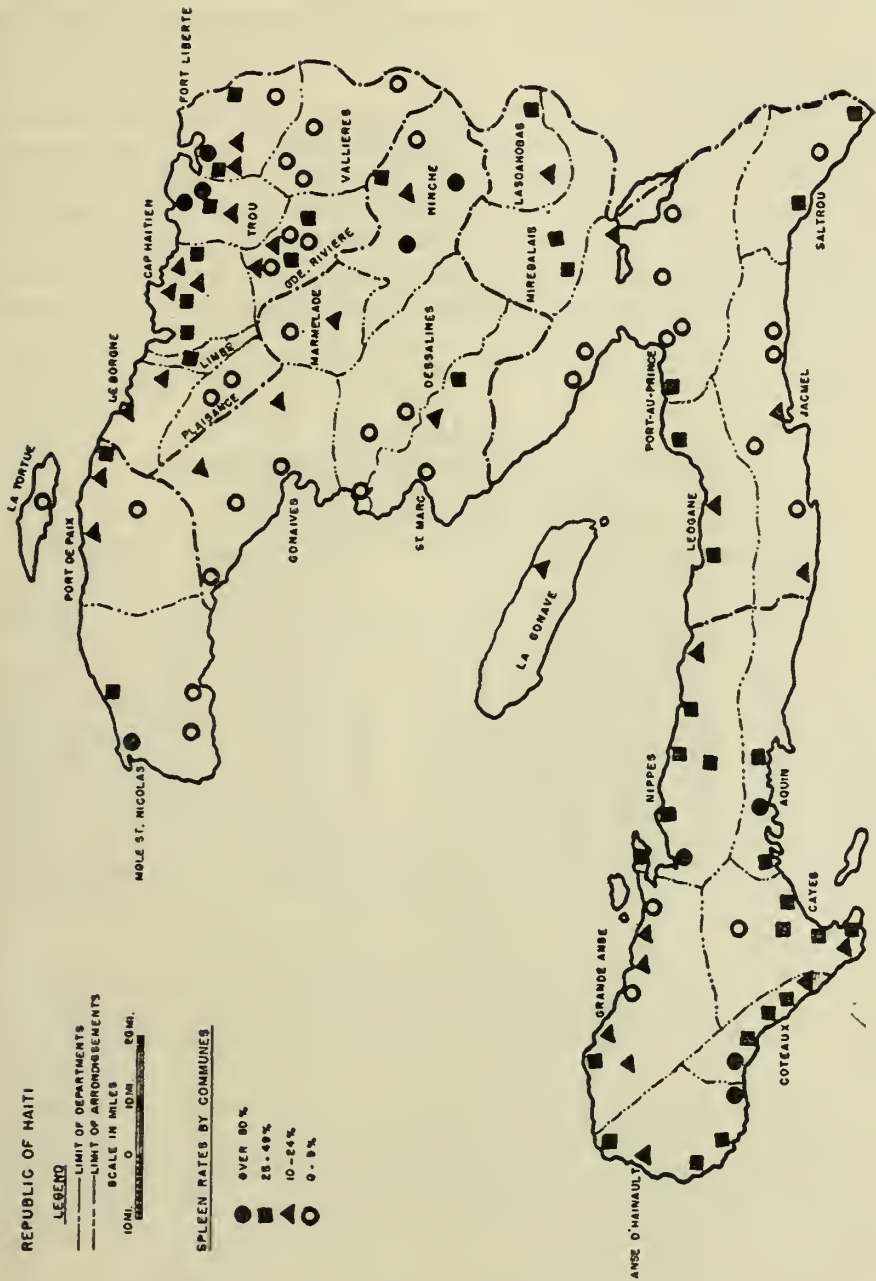 REPUBLIC OF HAITI
LEGEND
LIMIT OF DEPARTMENTS
LIMIT OF ARRONDISSEMENTS
SCALE IN MILES
10MI. 0 10MI. 20MI.
SPLEEN RATES BY COMMUNES
OVER 50%
25-49%
10-24%
0-9%
LA TORTUE
PORT DE PAIX
MOLE ST. NICOLAS
LE BORGNE
CAP HAITIEN
FORT LIBERTE
LIMBE
PLAISANCE
TROU
VALLIERES
GDE. RIVIERE
MARMELADE
HINCHE
GONAIVES
DESSALINES
ST MARC
MIREBALAIS
LASCAHOBAS
LA GONAVE
PORT-AU-PRINCE
LEOGANE
JACMEL
SALTROU
NIPPES
AQUIN
GRANDE ANSE
CAYES
COTEAUX
ANSE D'HAINAULT